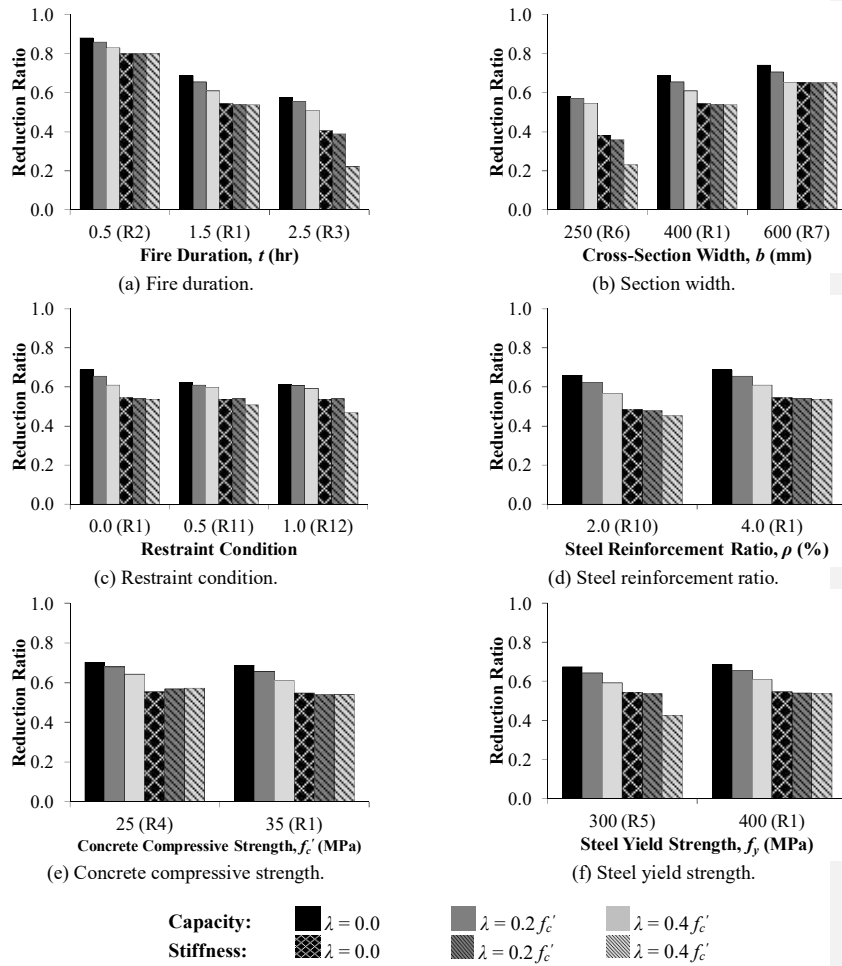 1.0
0.8
0.6
0.4
0.2
0.0
Reduction Ratio
0.5 (R2) 1.5 (R1) 2.5 (R3)
Fire Duration, t (hr)
(a) Fire duration.
1.0
0.8
0.6
0.4
0.2
0.0
Reduction Ratio
250 (R6) 400 (R1) 600 (R7)
Cross-Section Width, b (mm)
(b) Section width.
1.0
0.8
0.6
0.4
0.2
0.0
Reduction Ratio
0.0 (R1) 0.5 (R11) 1.0 (R12)
Restraint Condition
(c) Restraint condition.
1.0
0.8
0.6
0.4
0.2
0.0
Reduction Ratio
2.0 (R10) 4.0 (R1)
Steel Reinforcement Ratio, ρ (%)
(d) Steel reinforcement ratio.
1.0
0.8
0.6
0.4
0.2
0.0
Reduction Ratio
25 (R4) 35 (R1)
Concrete Compressive Strength, fc′ (MPa)
(e) Concrete compressive strength.
1.0
0.8
0.6
0.4
0.2
0.0
Reduction Ratio
300 (R5) 400 (R1)
Steel Yield Strength, fy (MPa)
(f) Steel yield strength.
Capacity: λ = 0.0 λ = 0.2 fc′ λ = 0.4 fc′
Stiffness: λ = 0.0 λ = 0.2 fc′ λ = 0.4 fc′